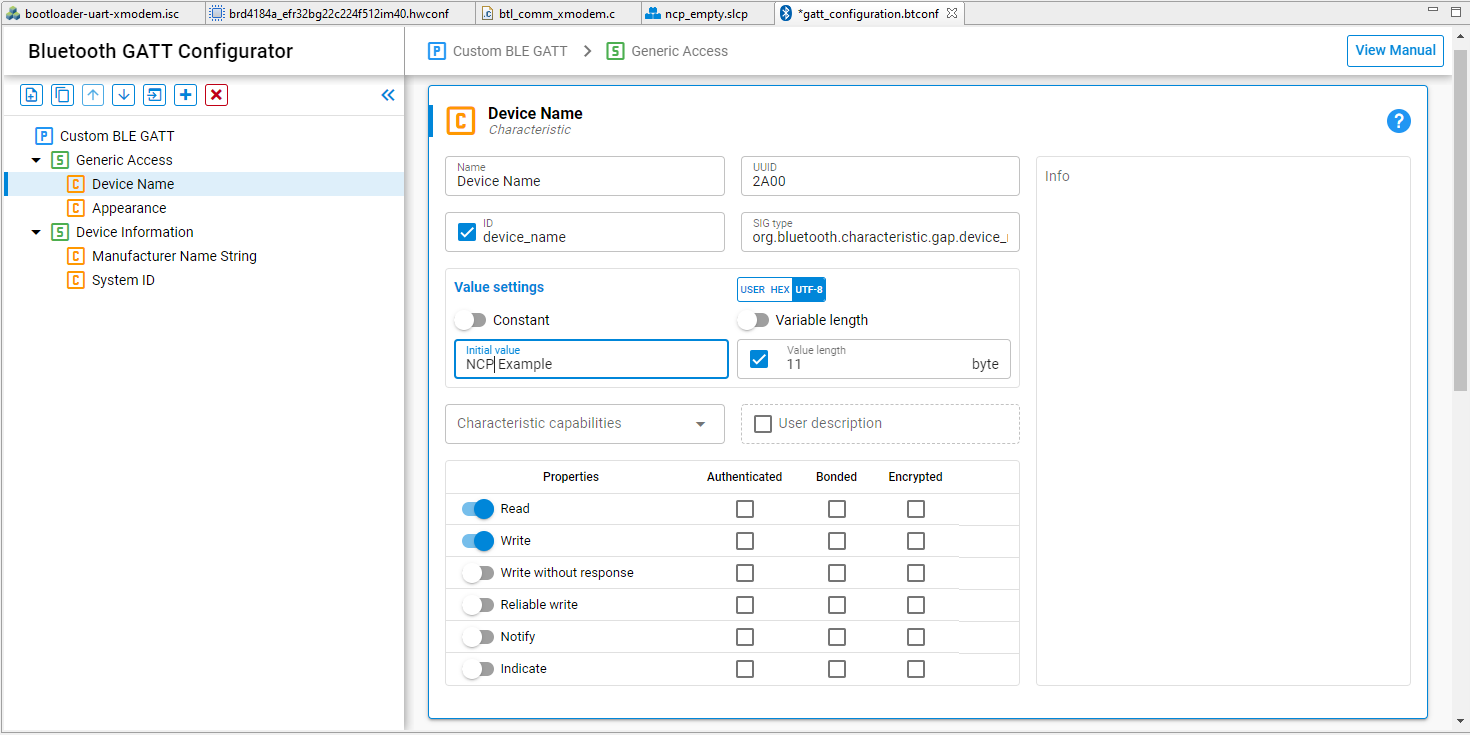 bootloader-uart-xmodem.isc
brd4184a_efr32bg22c224f512im40.hwconf
btl_comm_xmodem.c
ncp_empty.slcp
*gatt_configuration.btconf
Bluetooth GATT Configurator
P Custom BLE GATT > S Generic Access
View Manual
P Custom BLE GATT
S Generic Access
C Device Name
C Appearance
S Device Information
C Manufacturer Name String
C System ID
C Device Name
Characteristic
?
Name
Device Name
UUID
2A00
Info
ID
device_name
SIG type
org.bluetooth.characteristic.gap.device_
Value settings
USER HEX UTF-8
Constant
Variable length
Initial value
NCP Example
Value length
11 byte
Characteristic capabilities
User description
Properties Authenticated Bonded Encrypted
Read
Write
Write without response
Reliable write
Notify
Indicate